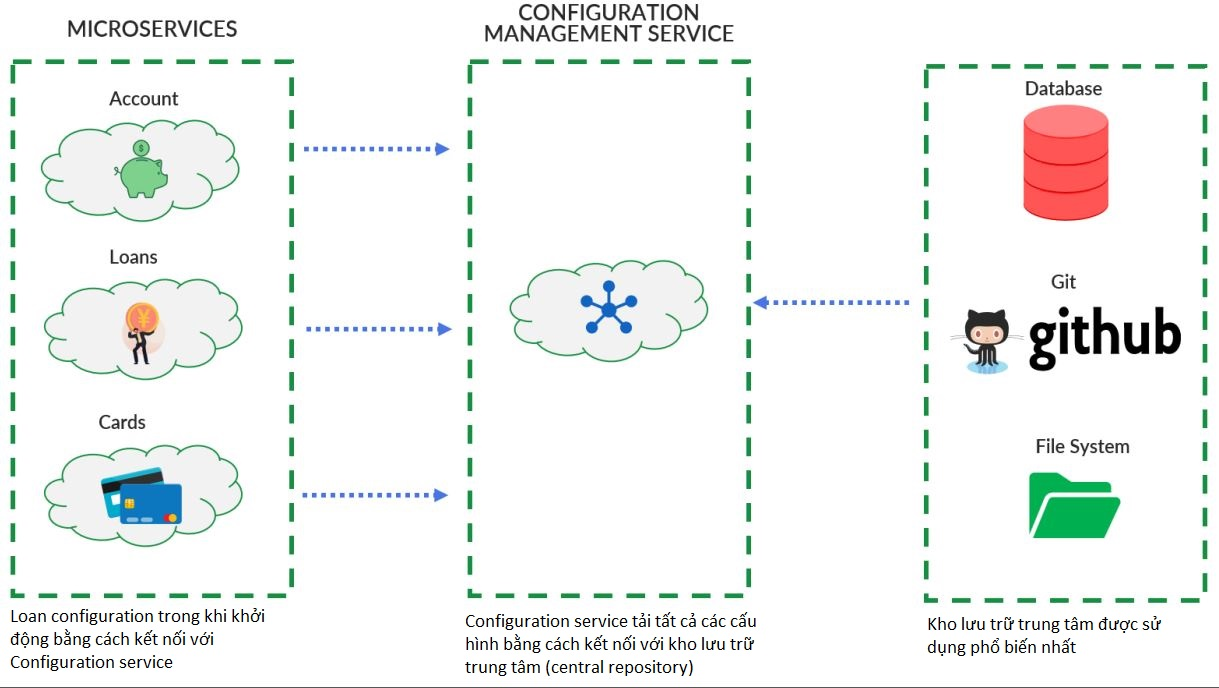 MICROSERVICES
Account
Loans
Cards
Loan configuration trong khi khởi
động bằng cách kết nối với
Configuration service
CONFIGURATION
MANAGEMENT SERVICE
Configuration service tải tất cả các cấu
hình bằng cách kết nối với kho lưu trữ
trung tâm (central repository)
Database
Git
github
File System
Kho lưu trữ trung tâm được sử
dụng phổ biến nhất